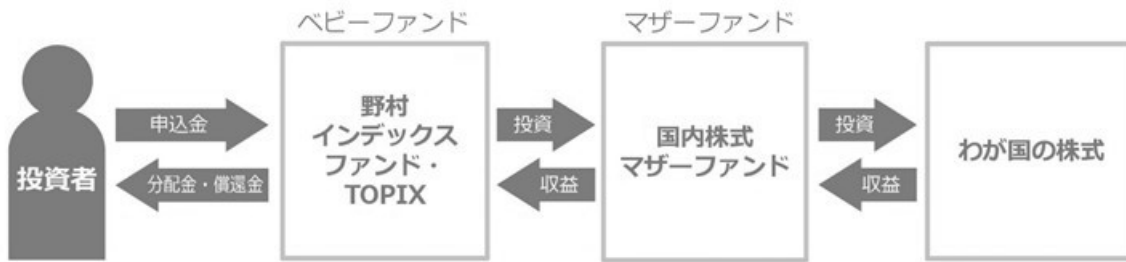 ベビーファンド
マザーファンド
投資者
申込金
分配金・償還金
野村
インデックス
ファンド・
TOPIX
投資
収益
国内株式
マザーファンド
投資
収益
わが国の株式